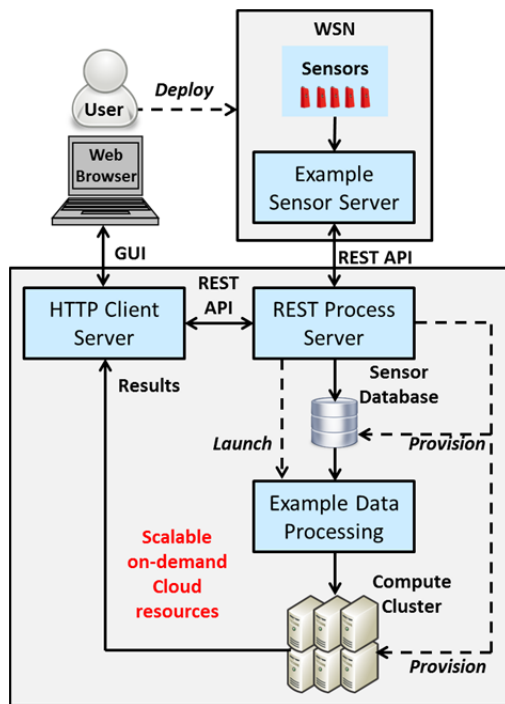 WSN
Sensors
User
Deploy
Web
Browser
Example
Sensor Server
GUI
REST API
REST
API
HTTP Client
Server
REST Process
Server
Results
Sensor
Database
Launch
Provision
Example Data
Processing
Scalable
on-demand
Cloud
resources
Compute
Cluster
Provision